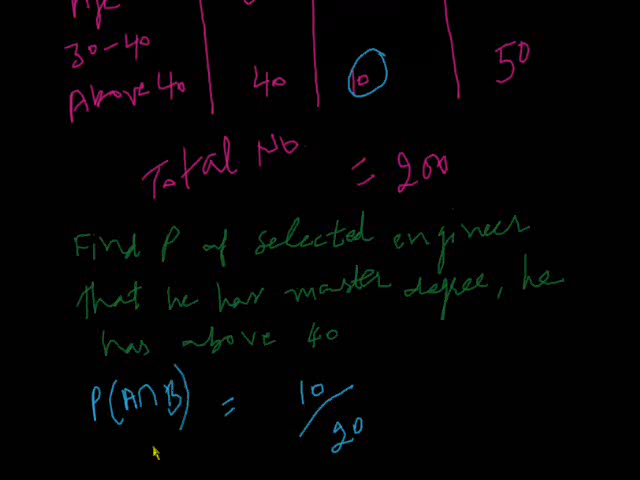 Age
30-40
Above 40 40 10 50
Total No = 200
Find P of selected engineer
that he has master degree, he
has above 40
P(A∩B) = 10/20